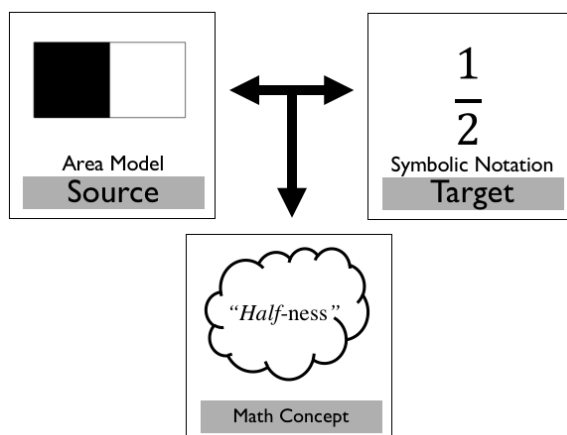 Area Model
Source
1
2
Symbolic Notation
Target
“Half-ness”
Math Concept